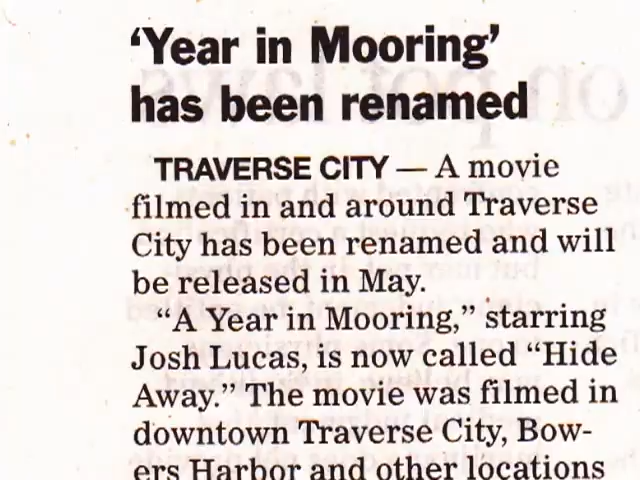 ‘Year in Mooring’
has been renamed
TRAVERSE CITY — A movie
filmed in and around Traverse
City has been renamed and will
be released in May.
“A Year in Mooring,” starring
Josh Lucas, is now called “Hide
Away.” The movie was filmed in
downtown Traverse City, Bow-
ers Harbor and other locations